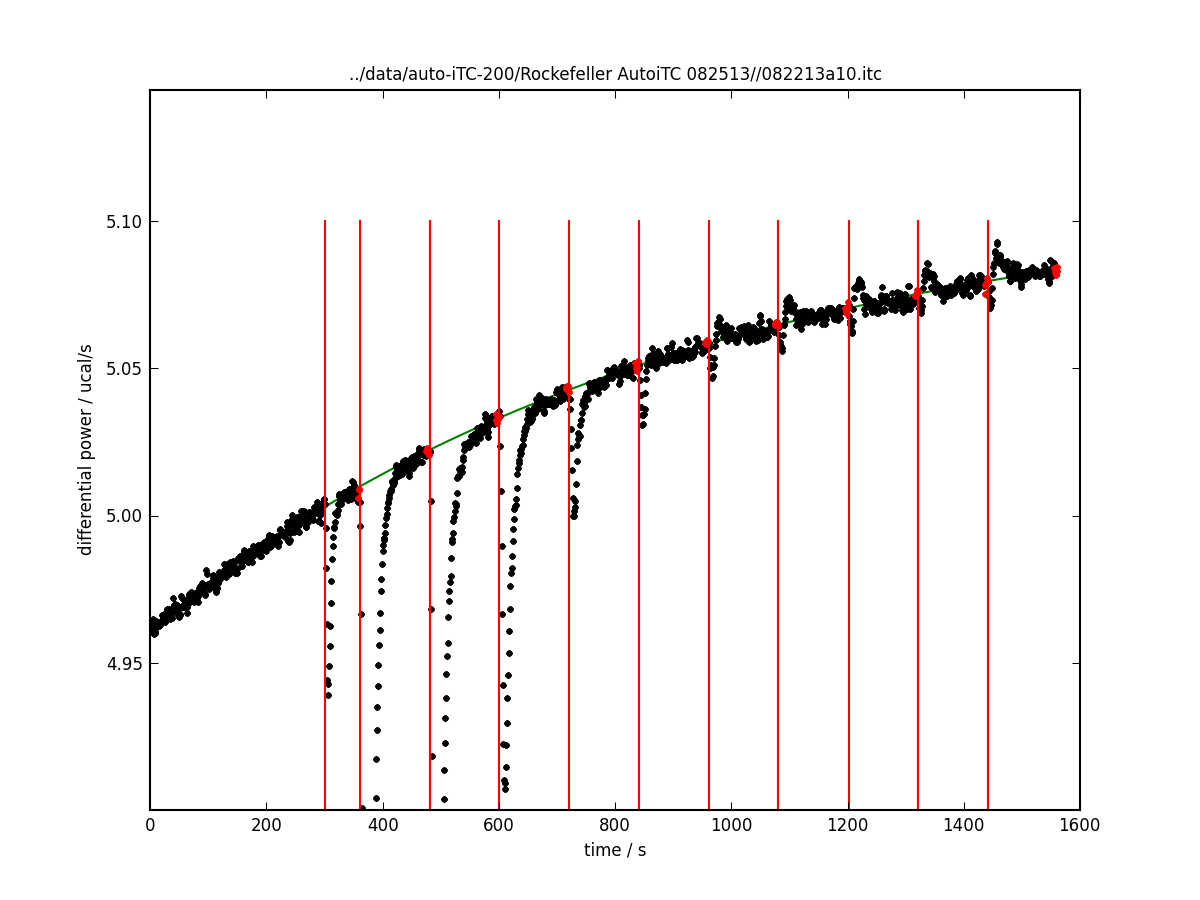 ../data/auto-iTC-200/Rockefeller AutoiTC 082513//082213a10.itc
differential power / ucal/s
5.10
5.05
5.00
4.95
0 200 400 600 800 1000 1200 1400 1600
time / s